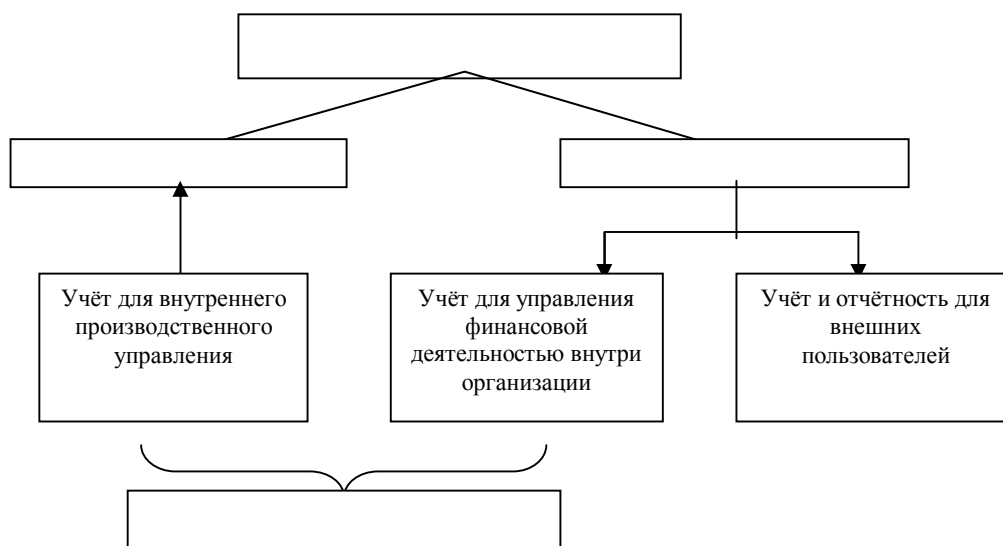 Учёт для внутреннего
производственного
управления
Учёт для управления
финансовой
деятельностью внутри
организации
Учёт и отчётность для
внешних
пользователей